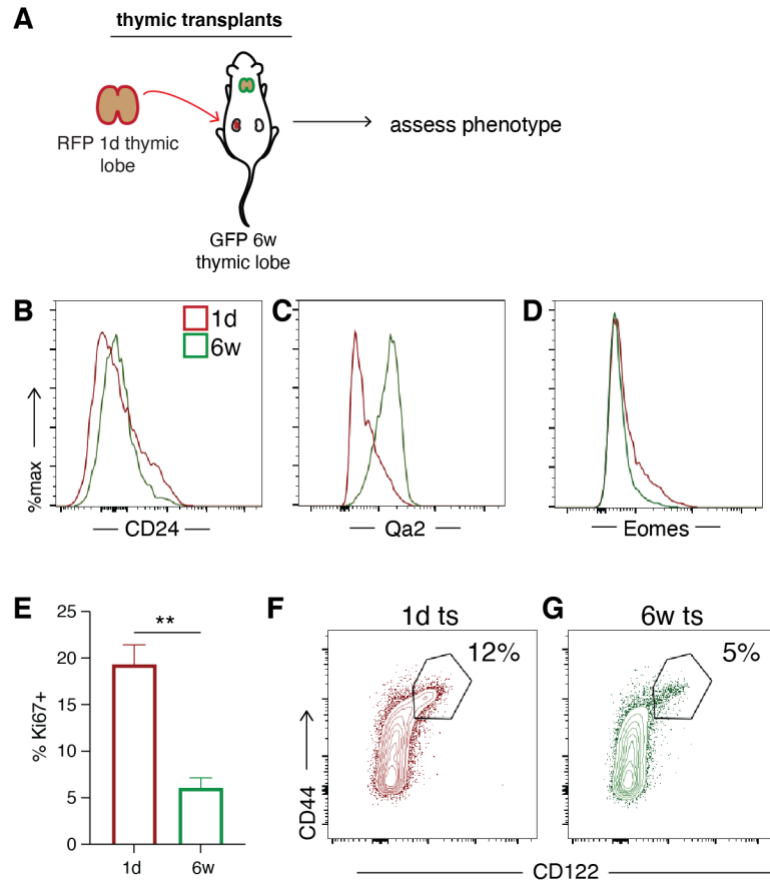 A
thymic transplants
RFP 1d thymic
lobe
assess phenotype
GFP 6w
thymic lobe
B
1d
6w
%max
CD24
C
Qa2
D
Eomes
E
25
20
15
10
5
0
% Ki67+
**
1d
6w
F
1d ts
12%
CD44
G
6w ts
5%
CD122